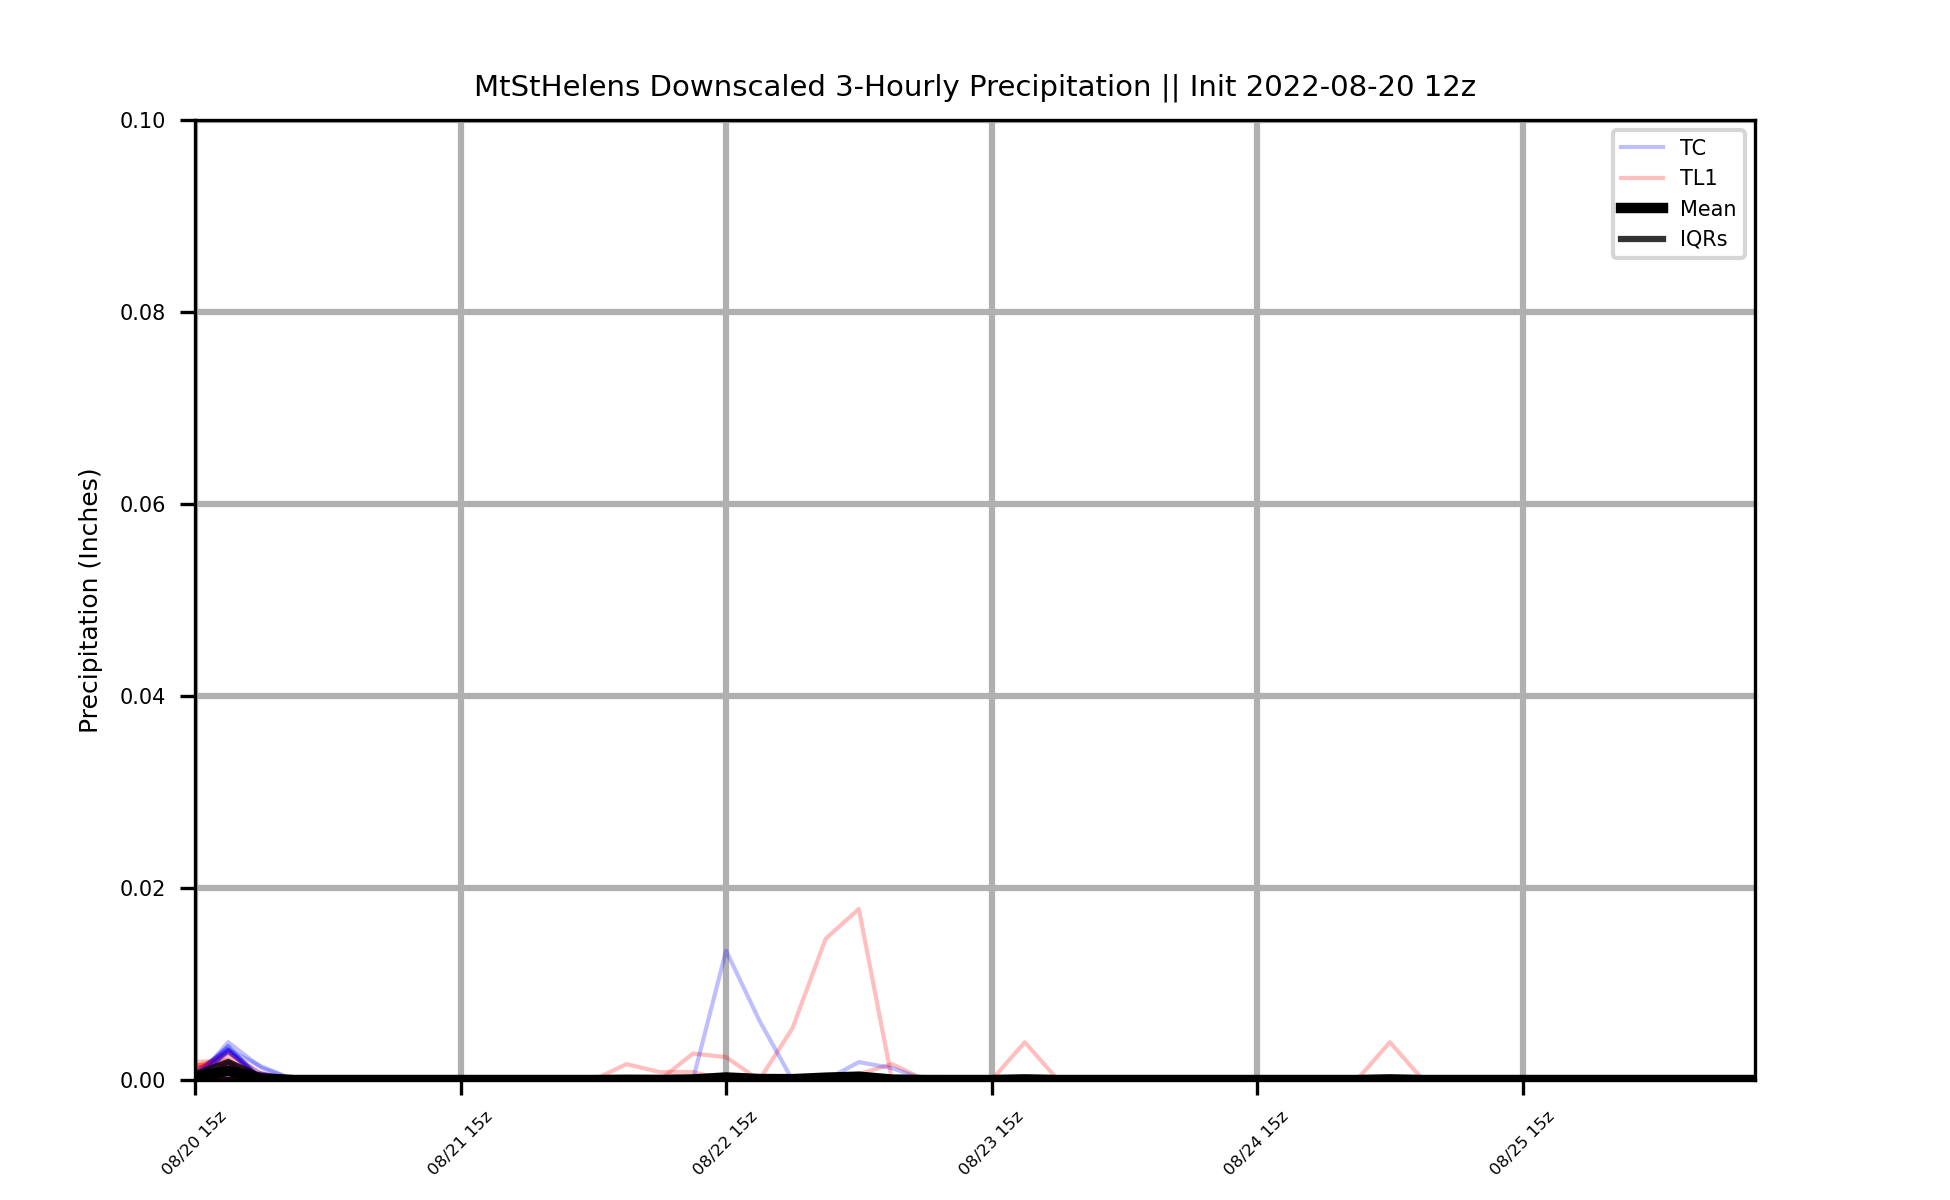 MtStHelens Downscaled 3-Hourly Precipitation || Init 2022-08-20 12z
TC
TL1
Mean
IQRs
Precipitation (Inches)
0.10
0.08
0.06
0.04
0.02
0.00
08/20 15z
08/21 15z
08/22 15z
08/23 15z
08/24 15z
08/25 15z